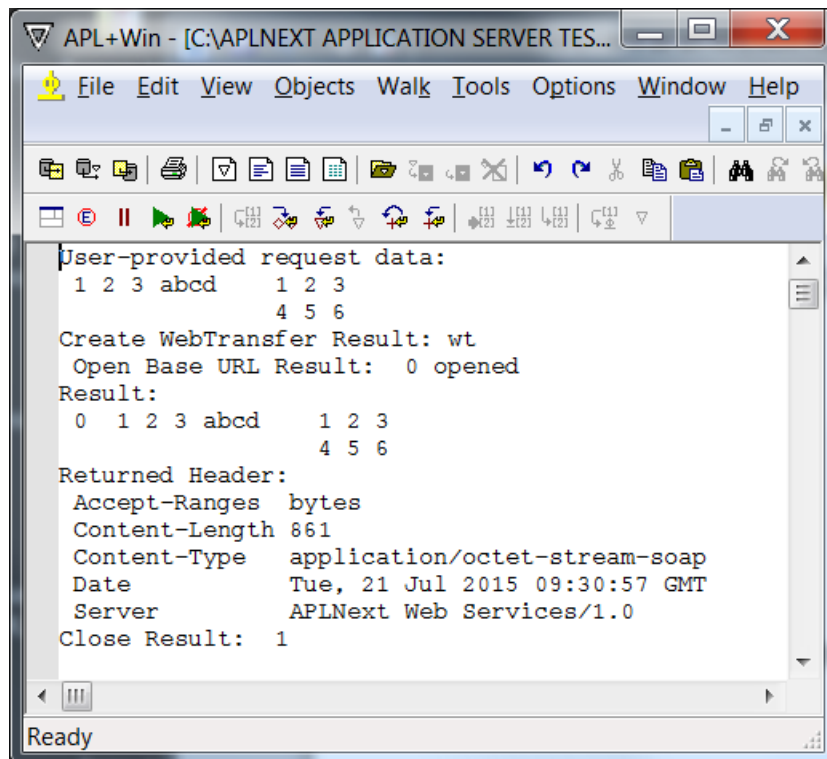 APL+Win - [C:\APLNEXT APPLICATION SERVER TES...
File Edit View Objects Walk Tools Options Window Help
User-provided request data:
1 2 3 abcd 1 2 3
4 5 6
Create WebTransfer Result: wt
Open Base URL Result: 0 opened
Result:
0 1 2 3 abcd 1 2 3
4 5 6
Returned Header:
Accept-Ranges bytes
Content-Length 861
Content-Type application/octet-stream-soap
Date Tue, 21 Jul 2015 09:30:57 GMT
Server APLNext Web Services/1.0
Close Result: 1
Ready